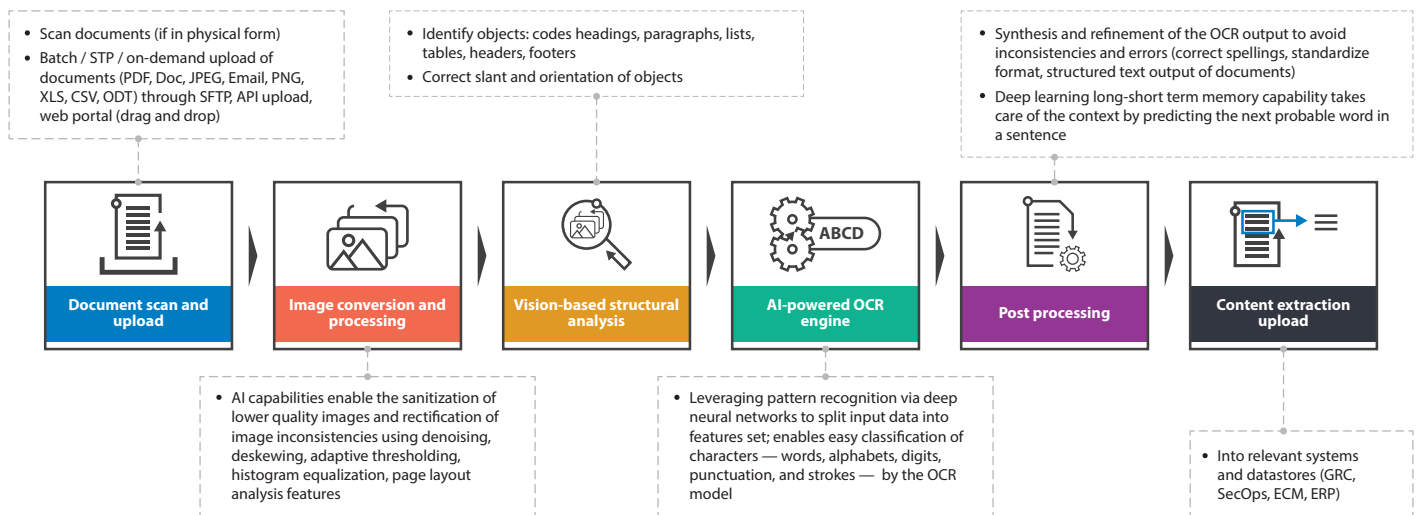 • Scan documents (if in physical form)
• Batch / STP / on-demand upload of
documents (PDF, Doc, JPEG, Email, PNG,
XLS, CSV, ODT) through SFTP, API upload,
web portal (drag and drop)
• Identify objects: codes headings, paragraphs, lists,
tables, headers, footers
• Correct slant and orientation of objects
• Synthesis and refinement of the OCR output to avoid
inconsistencies and errors (correct spellings, standardize
format, structured text output of documents)
• Deep learning long-short term memory capability takes
care of the context by predicting the next probable word in
a sentence
ABCD
Document scan and
upload
Image conversion and
processing
Vision-based structural
analysis
AI-powered OCR
engine
Post processing
Content extraction
upload
• AI capabilities enable the sanitization of
lower quality images and rectification of
image inconsistencies using denoising,
deskewing, adaptive thresholding,
histogram equalization, page layout
analysis features
• Leveraging pattern recognition via deep
neural networks to split input data into
features set; enables easy classification of
characters — words, alphabets, digits,
punctuation, and strokes — by the OCR
model
• Into relevant systems
and datastores (GRC,
SecOps, ECM, ERP)